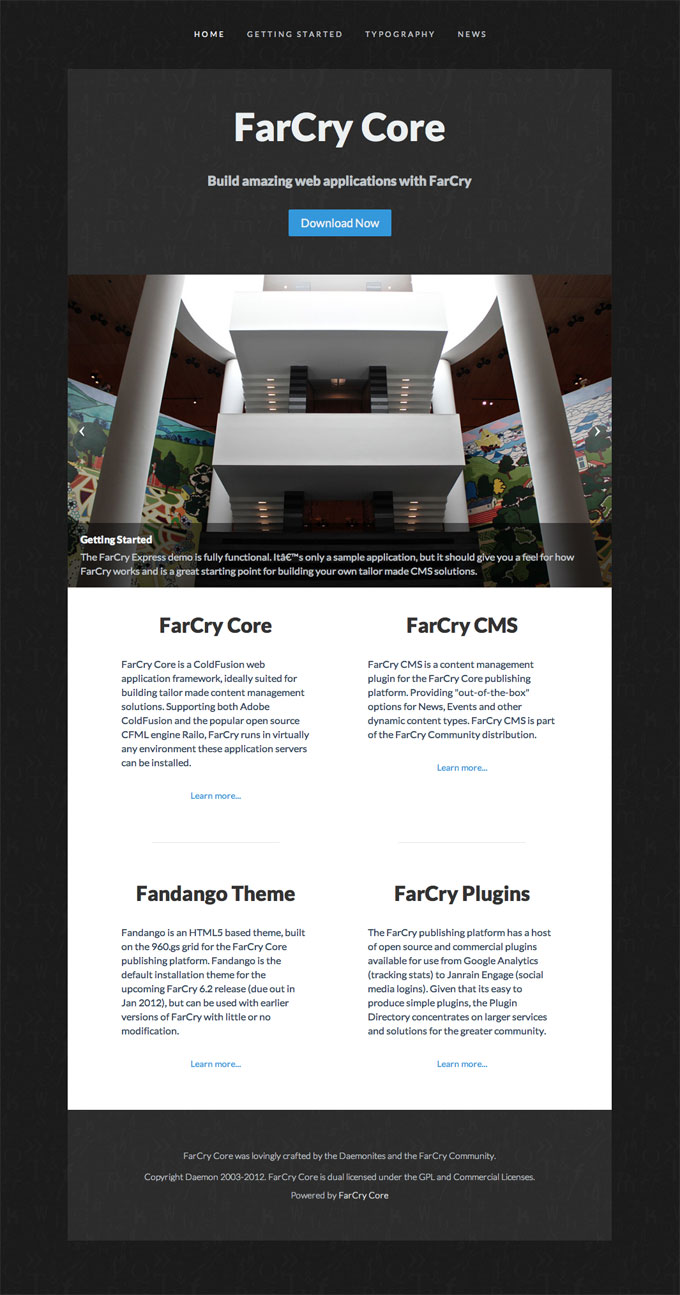 HOME GETTING STARTED TYPOGRAPHY NEWS
FarCry Core
Build amazing web applications with FarCry
Download Now
Getting Started
The FarCry Express demo is fully functional. Itâ€™s only a sample application, but it should give you a feel for how
FarCry works and is a great starting point for building your own tailor made CMS solutions.
FarCry Core
FarCry Core is a ColdFusion web
application framework, ideally suited for
building tailor made content management
solutions. Supporting both Adobe
ColdFusion and the popular open source
CFML engine Railo, FarCry runs in virtually
any environment these application servers
can be installed.
Learn more...
FarCry CMS
FarCry CMS is a content management
plugin for the FarCry Core publishing
platform. Providing "out-of-the-box"
options for News, Events and other
dynamic content types. FarCry CMS is part
of the FarCry Community distribution.
Learn more...
Fandango Theme
Fandango is an HTML5 based theme, built
on the 960.gs grid for the FarCry Core
publishing platform. Fandango is the
default installation theme for the
upcoming FarCry 6.2 release (due out in
Jan 2012), but can be used with earlier
versions of FarCry with little or no
modification.
Learn more...
FarCry Plugins
The FarCry publishing platform has a host
of open source and commercial plugins
available for use from Google Analytics
(tracking stats) to Janrain Engage (social
media logins). Given that its easy to
produce simple plugins, the Plugin
Directory concentrates on larger services
and solutions for the greater community.
Learn more...
FarCry Core was lovingly crafted by the Daemonites and the FarCry Community.
Copyright Daemon 2003-2012. FarCry Core is dual licensed under the GPL and Commercial Licenses.
Powered by FarCry Core